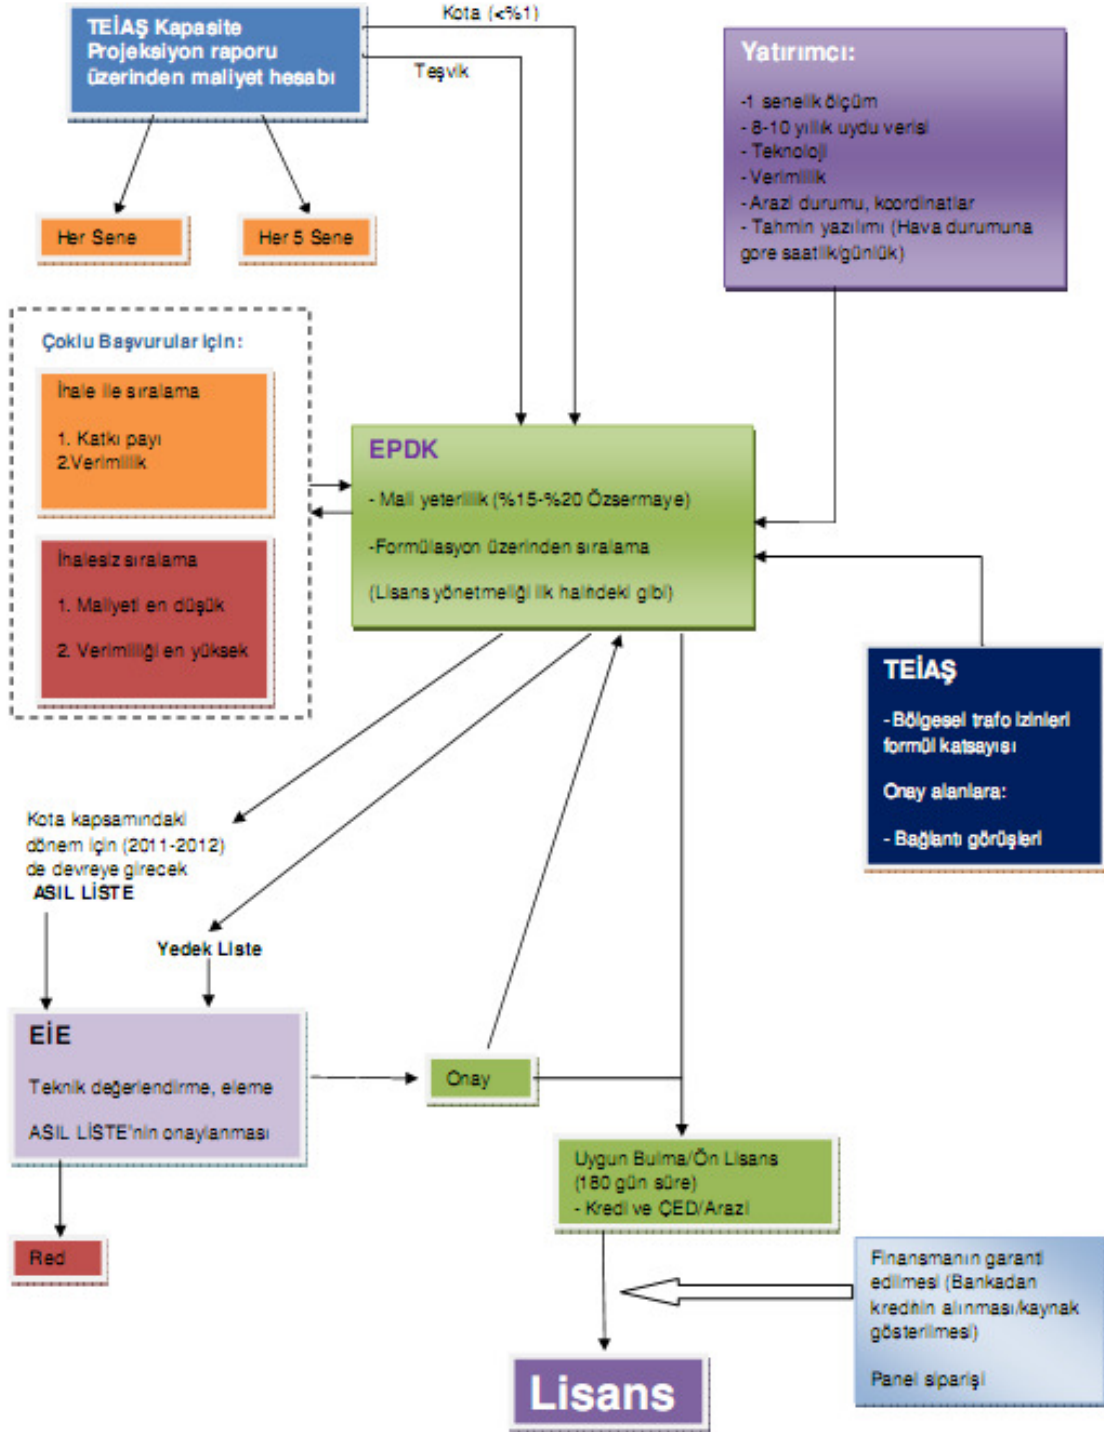 Kota (<%1)
TEİAŞ Kapasite
Projeksiyon raporu
üzerinden maliyet hesabı
Teşvik
Yatırımcı:
-1 senelik ölçüm
- 8-10 yıllık uydu verisi
- Teknoloji
- Verimlilik
- Arazi durumu, koordinatlar
- Tahmin yazılımı (Hava durumuna
gore saatlik/günlük)
Her Sene
Her 5 Sene
Çoklu Başvurular için:
İhale ile sıralama
1. Katkı payı
2.Verimlilik
İhalesiz sıralama
1. Maliyeti en düşük
2. Verimliliği en yüksek
EPDK
- Mali yeterlilik (%15-%20 Özsermaye)
-Formülasyon üzerinden sıralama
(Lisans yönetmeliği ilk halindeki gibi)
TEİAŞ
- Bölgesel trafo izinleri
formül katsayısı
Onay alanlara:
- Bağlantı görüşleri
Kota kapsamındaki
dönem için (2011-2012)
de devreye girecek
ASIL LİSTE
Yedek Liste
EİE
Teknik değerlendirme, eleme
ASIL LİSTE'nin onaylanması
Onay
Red
Uygun Bulma/Ön Lisans
(180 gün süre)
- Kredi ve ÇED/Arazi
Finansmanın garanti
edilmesi (Bankadan
kredinin alınması/kaynak
gösterilmesi)
Panel siparişi
Lisans